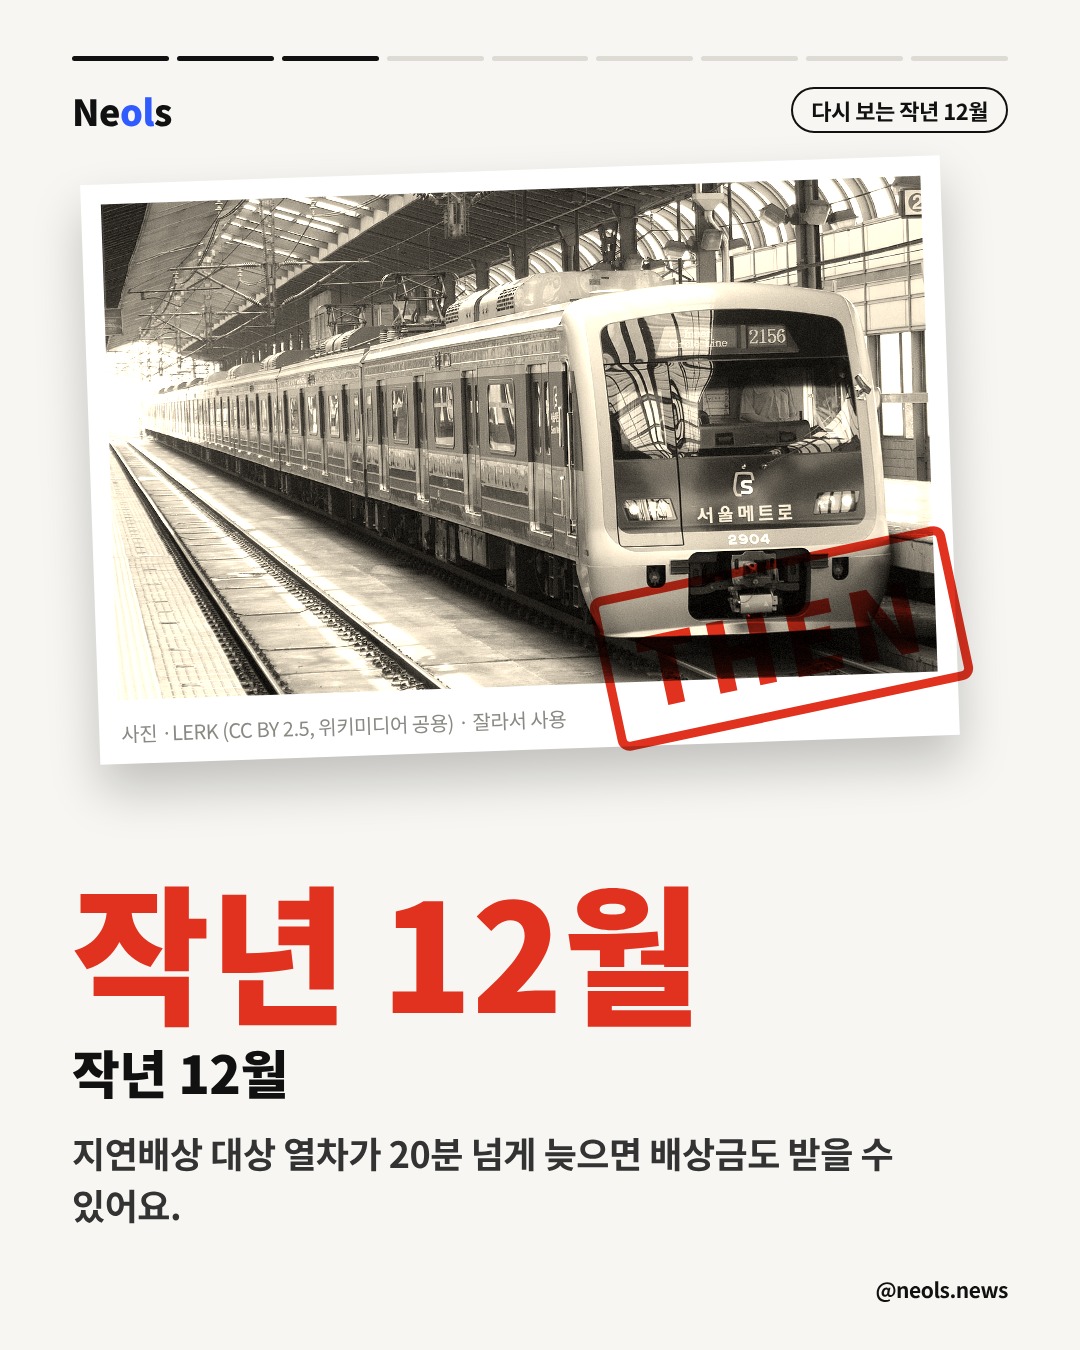 Neols
다시 보는 작년 12월
2
2156
서울메트로
2904
THEN
사진 · LERK (CC BY 2.5, 위키미디어 공용) · 잘라서 사용
작년 12월
작년 12월
지연배상 대상 열차가 20분 넘게 늦으면 배상금도 받을 수
있어요.
@neols.news